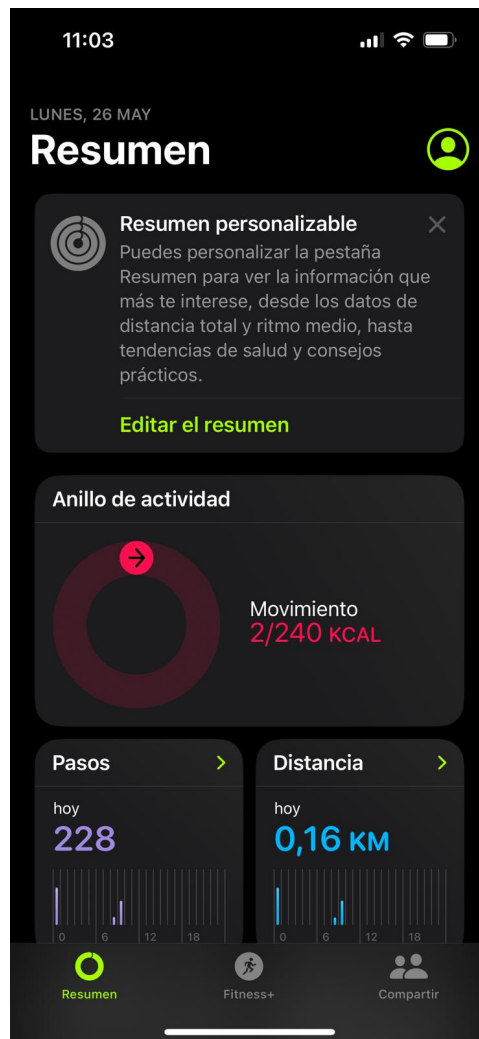 11:03
LUNES, 26 MAY
Resumen
Resumen personalizable
Puedes personalizar la pestaña
Resumen para ver la información que
más te interese, desde los datos de
distancia total y ritmo medio, hasta
tendencias de salud y consejos
prácticos.
Editar el resumen
Anillo de actividad
Movimiento
2/240 KCAL
Pasos
hoy
228
0 6 12 18
Distancia
hoy
0,16 KM
0 6 12 18
Resumen
Fitness+
Compartir